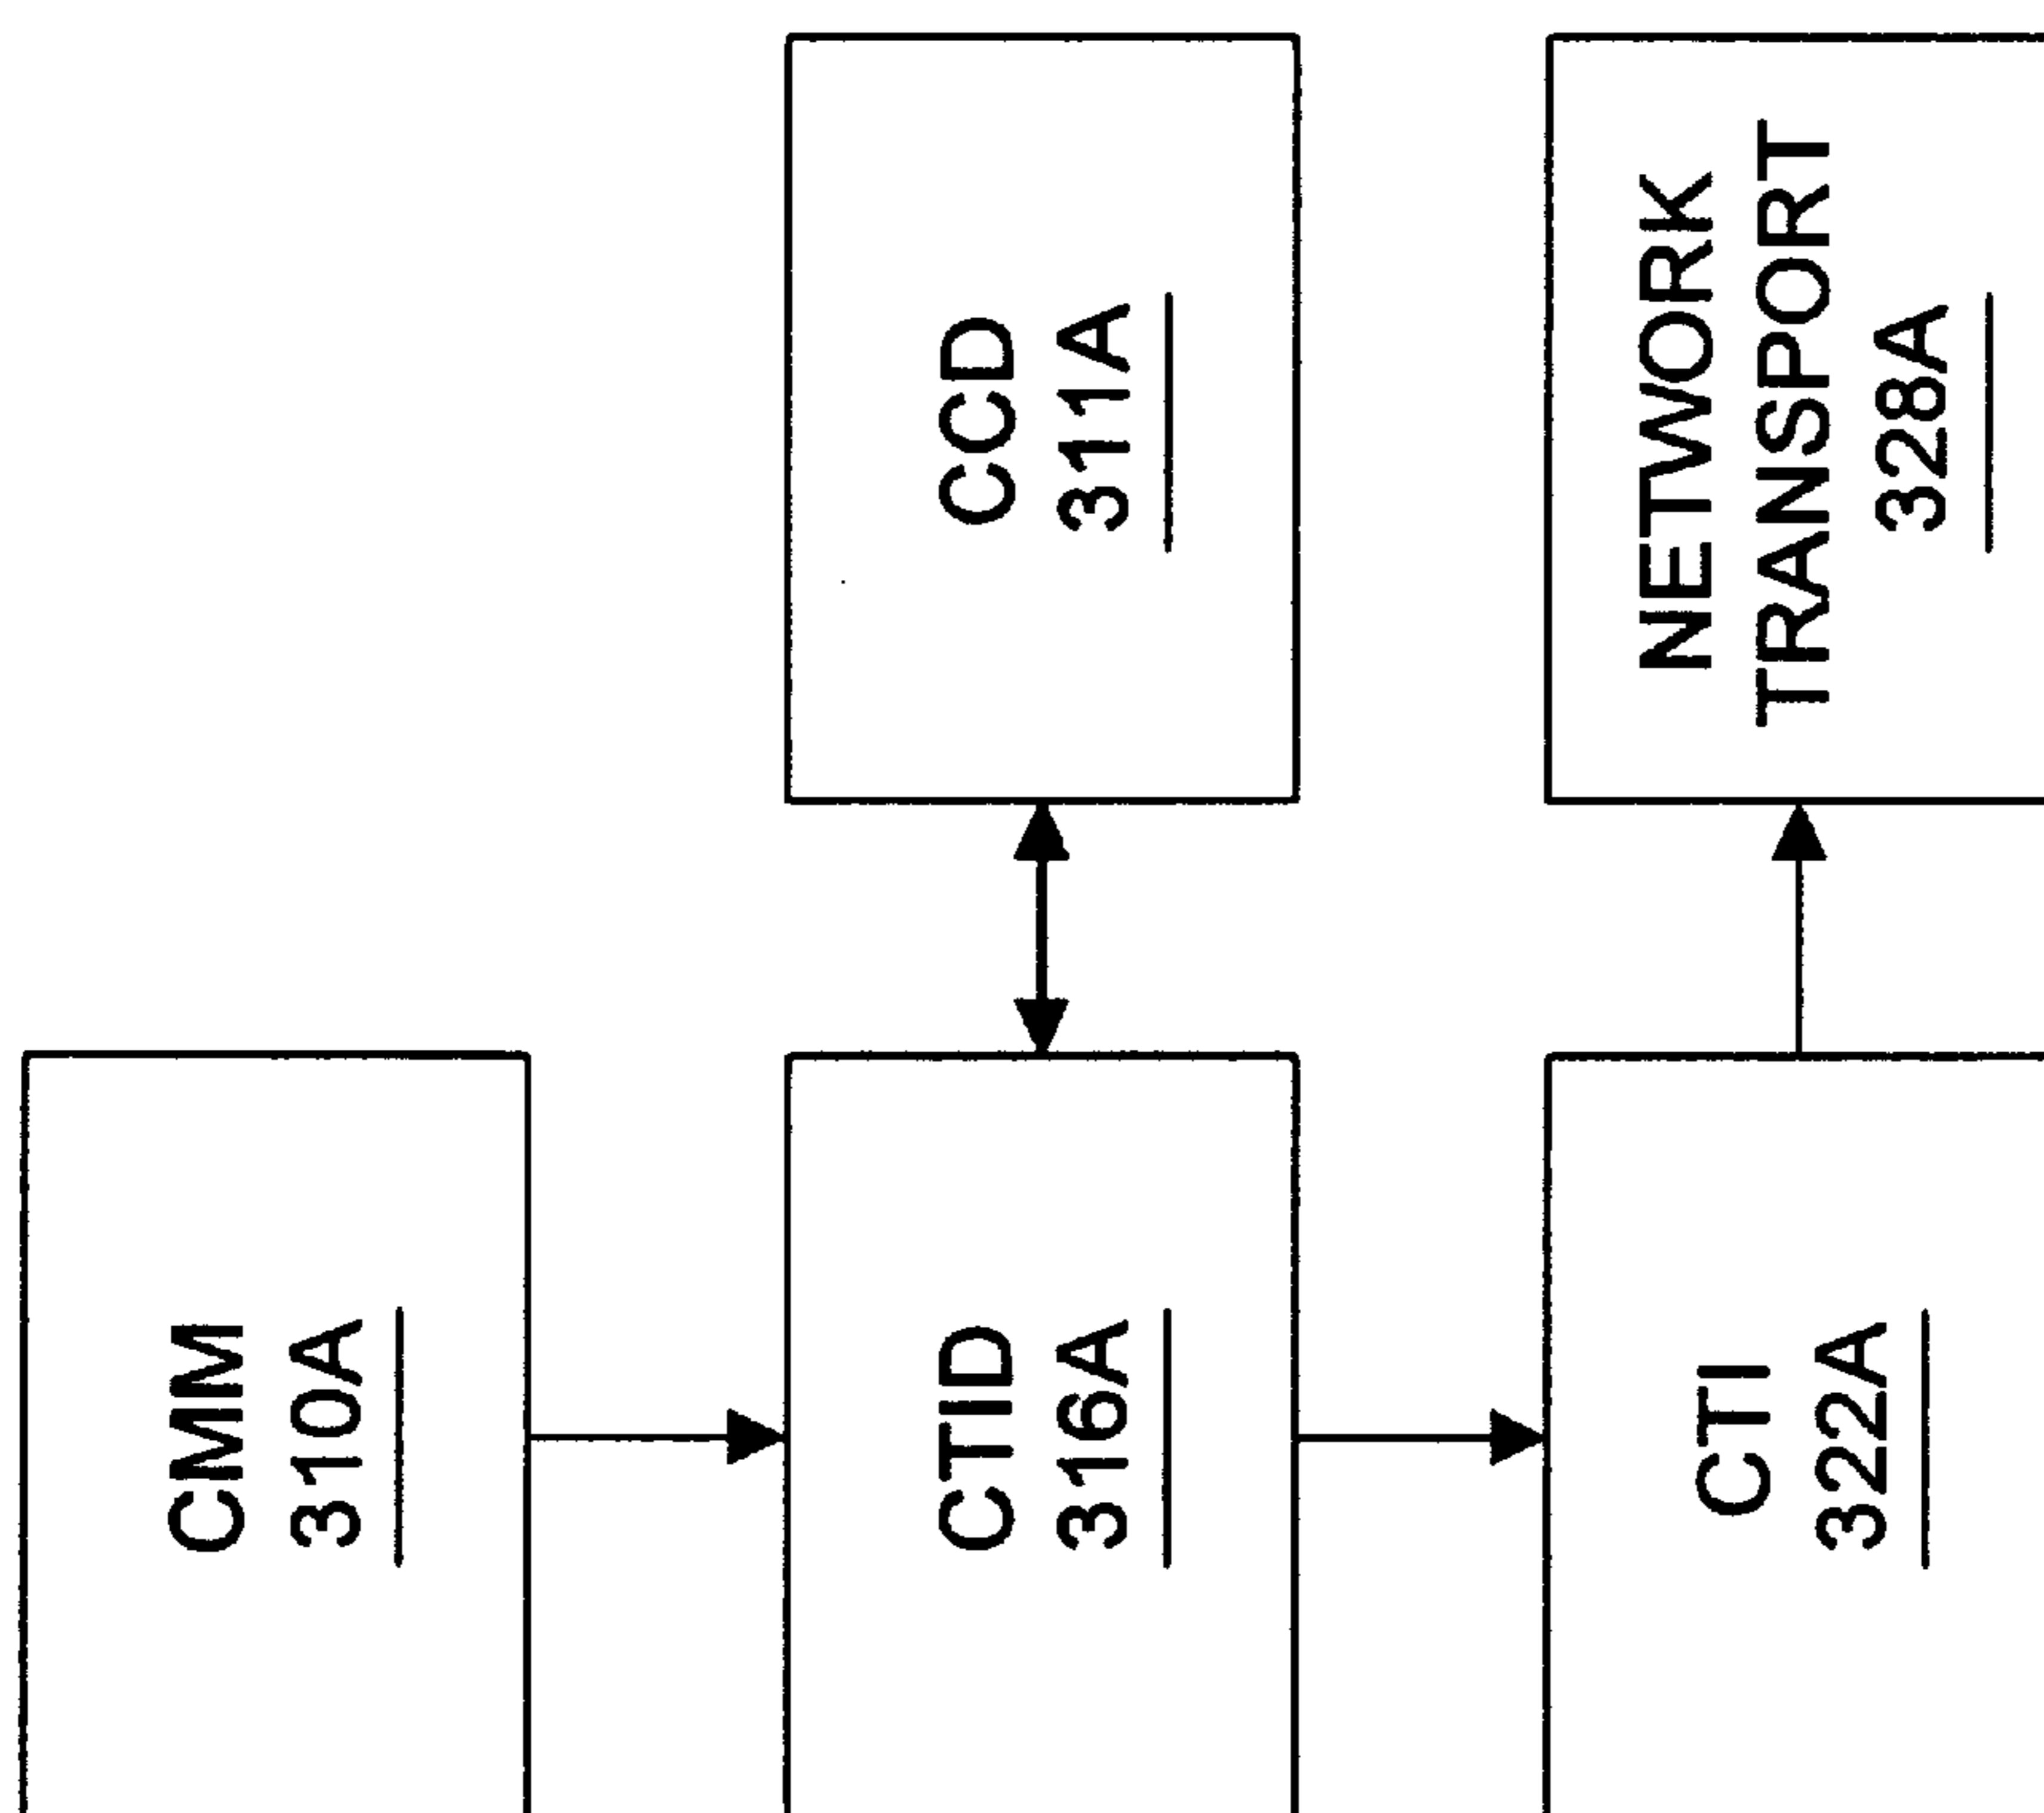 CMM
310A
CTID
316A
CTI
322A
CCD
311A
NETWORK
TRANSPORT
328A